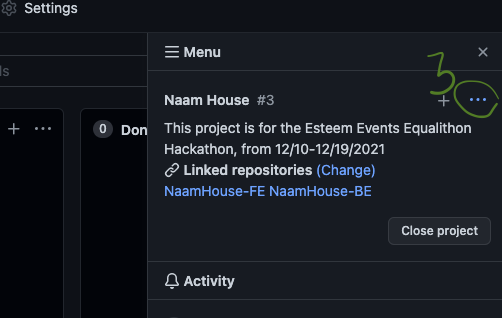 Settings
Menu
3
ds
Naam House #3
0 Don
This project is for the Esteem Events Equalithon
Hackathon, from 12/10-12/19/2021
Linked repositories (Change)
NaamHouse-FE NaamHouse-BE
Close project
Activity